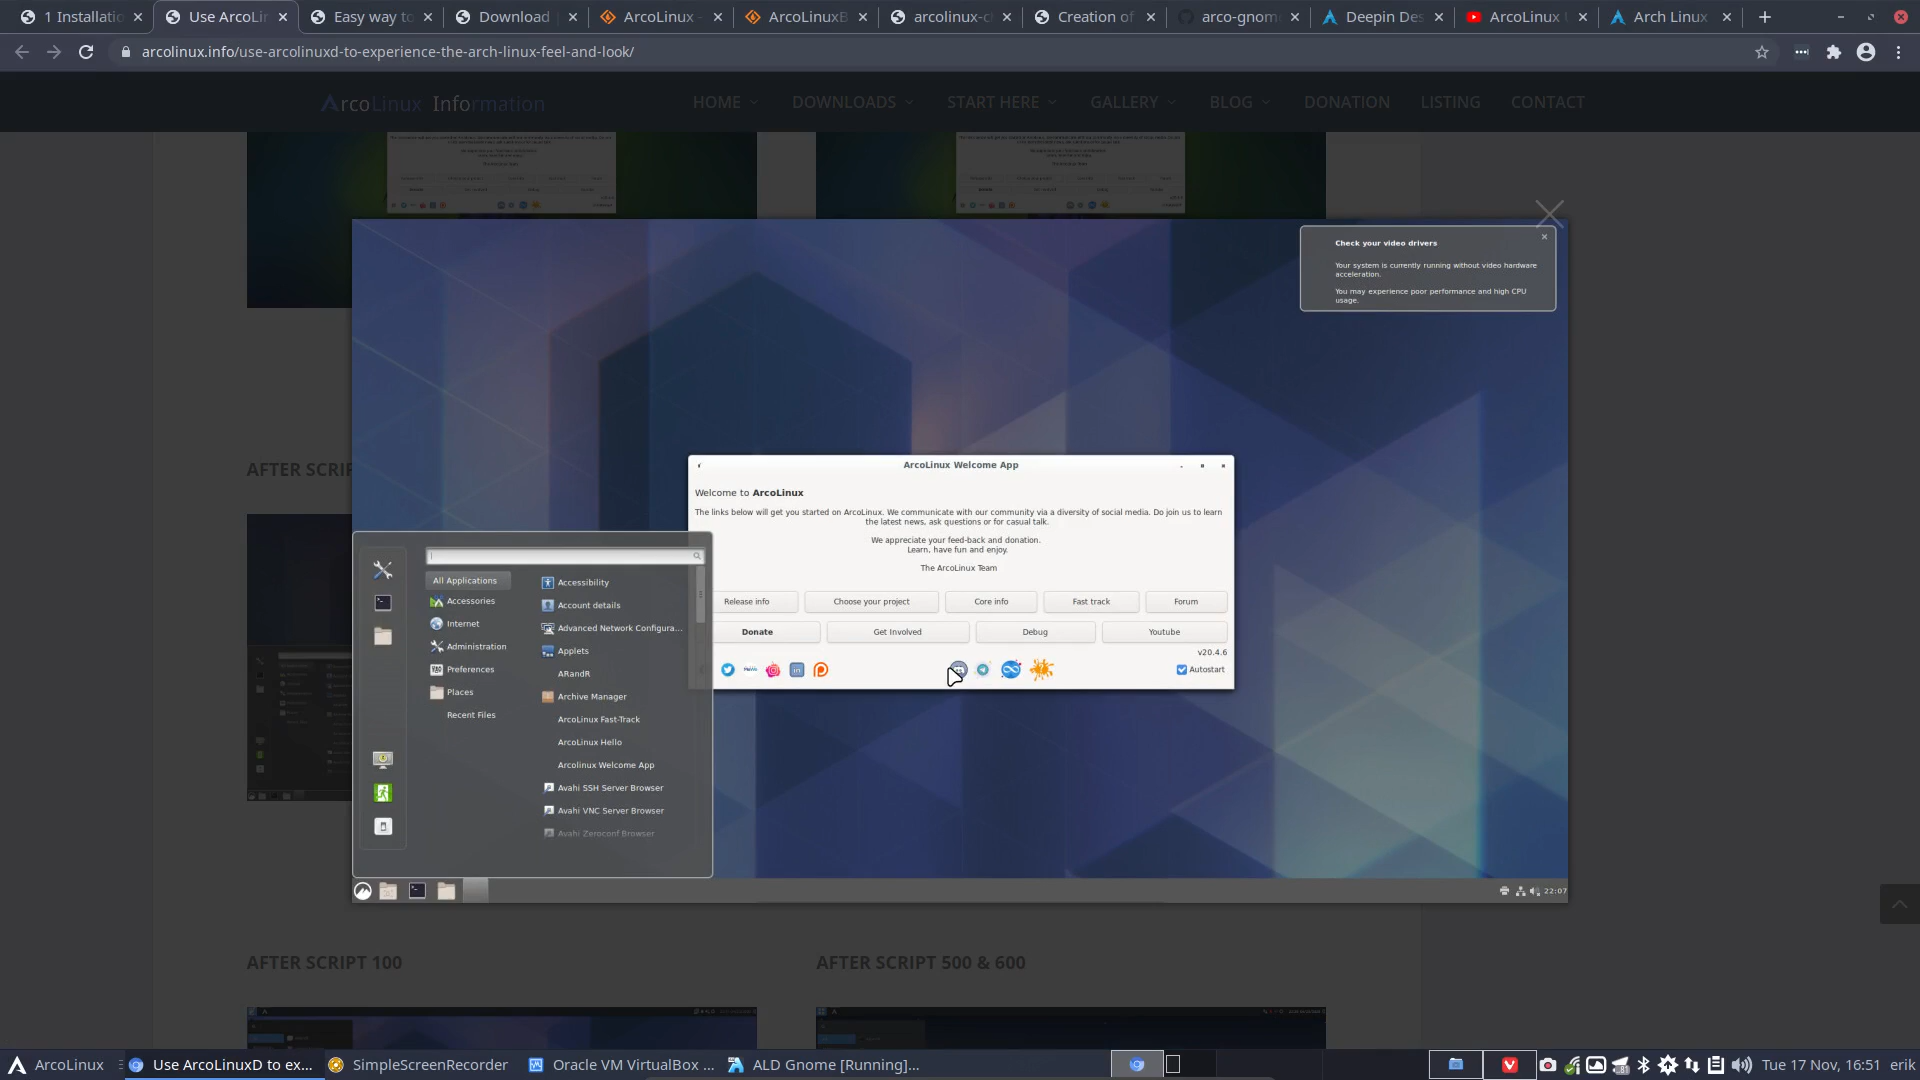 1 Installatio
Use ArcoLin
Easy way to
Download
ArcoLinux -
ArcoLinuxB
arcolinux-c
Creation of
arco-gnom
Deepin Des
ArcoLinux
Arch Linux
arcolinux.info/use-arcolinuxd-to-experience-the-arch-linux-feel-and-look/
ArcoLinux Information
HOME
DOWNLOADS
START HERE
GALLERY
BLOG
DONATION
LISTING
CONTACT
Check your video drivers
Your system is currently running without video hardware
acceleration.
You may experience poor performance and high CPU
usage.
AFTER SCRIP
ArcoLinux Welcome App
Welcome to ArcoLinux
The links below will get you started on ArcoLinux. We communicate with our community via a diversity of social media. Do join us to learn
the latest news, ask questions or for casual talk.
We appreciate your feed-back and donation.
Learn, have fun and enjoy.
The ArcoLinux Team
Release info
Choose your project
Core info
Fast track
Forum
Donate
Get Involved
Debug
Youtube
v20.4.6
Autostart
All Applications
Accessories
Internet
Administration
Preferences
Places
Recent Files
Accessibility
Account details
Advanced Network Configura...
Applets
ARandR
Archive Manager
ArcoLinux Fast-Track
ArcoLinux Hello
Arcolinux Welcome App
Avahi SSH Server Browser
Avahi VNC Server Browser
Avahi Zeroconf Browser
22:07
AFTER SCRIPT 100
AFTER SCRIPT 500 & 600
ArcoLinux
Use ArcoLinuxD to ex...
SimpleScreenRecorder
Oracle VM VirtualBox ...
ALD Gnome [Running]...
Tue 17 Nov, 16:51
erik